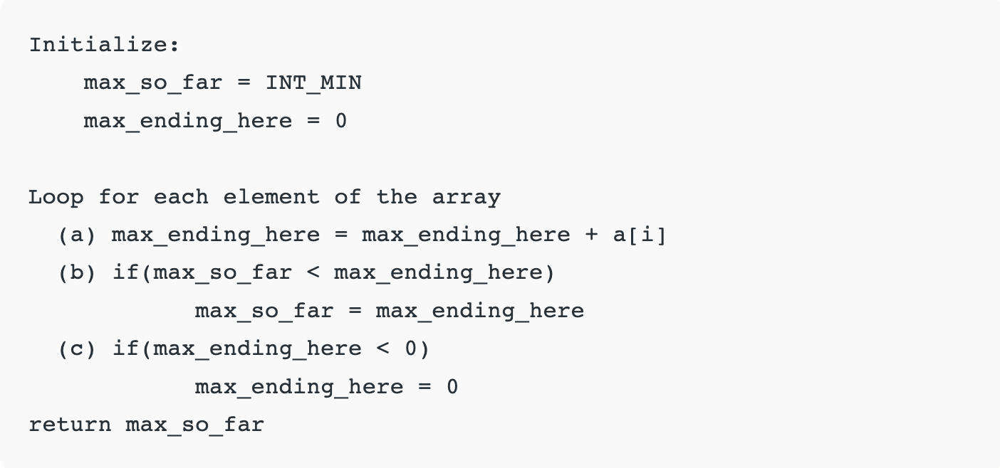 Initialize:
    max_so_far = INT_MIN
    max_ending_here = 0

Loop for each element of the array
  (a) max_ending_here = max_ending_here + a[i]
  (b) if(max_so_far < max_ending_here)
            max_so_far = max_ending_here
  (c) if(max_ending_here < 0)
            max_ending_here = 0
return max_so_far